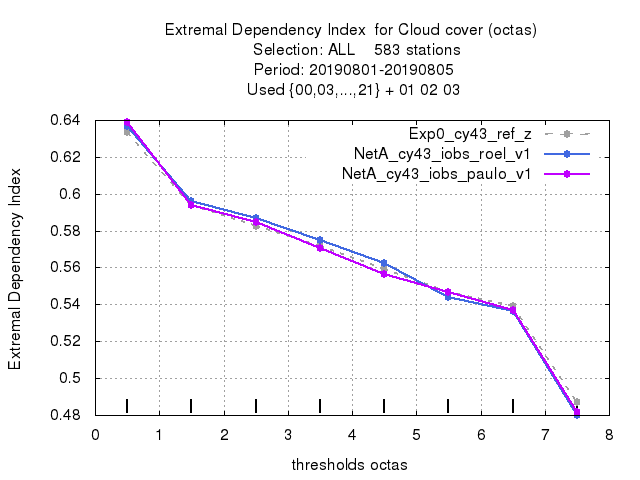 Extremal Dependency Index  for Cloud cover (octas)
Selection: ALL    583 stations
Period: 20190801-20190805
Used {00,03,...,21} + 01 02 03
Exp0_cy43_ref_z
NetA_cy43_iobs_roel_v1
NetA_cy43_iobs_paulo_v1
Extremal Dependency Index
0.64
0.62
0.6
0.58
0.56
0.54
0.52
0.5
0.48
0 1 2 3 4 5 6 7 8
thresholds octas